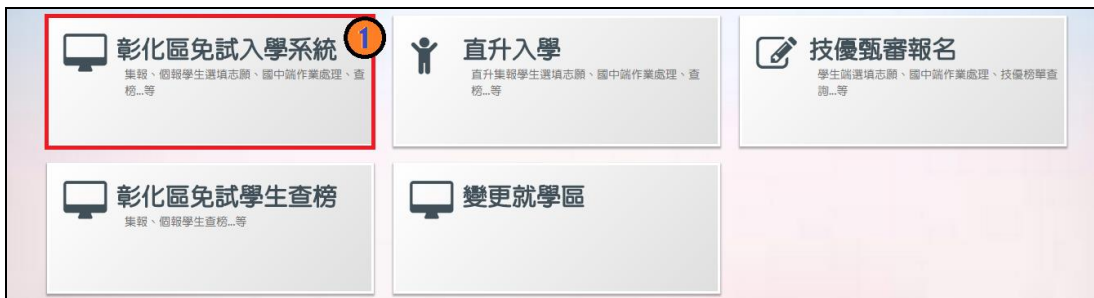 彰化區免試入學系統
1
集報、個報學生選填志願、國中端作業處理、查
榜...等
直升入學
直升集報學生選填志願、國中端作業處理、查
榜...等
技優甄審報名
學生端選填志願、國中端作業處理、技優榜單查
詢...等
彰化區免試學生查榜
集報、個報學生查榜...等
變更就學區